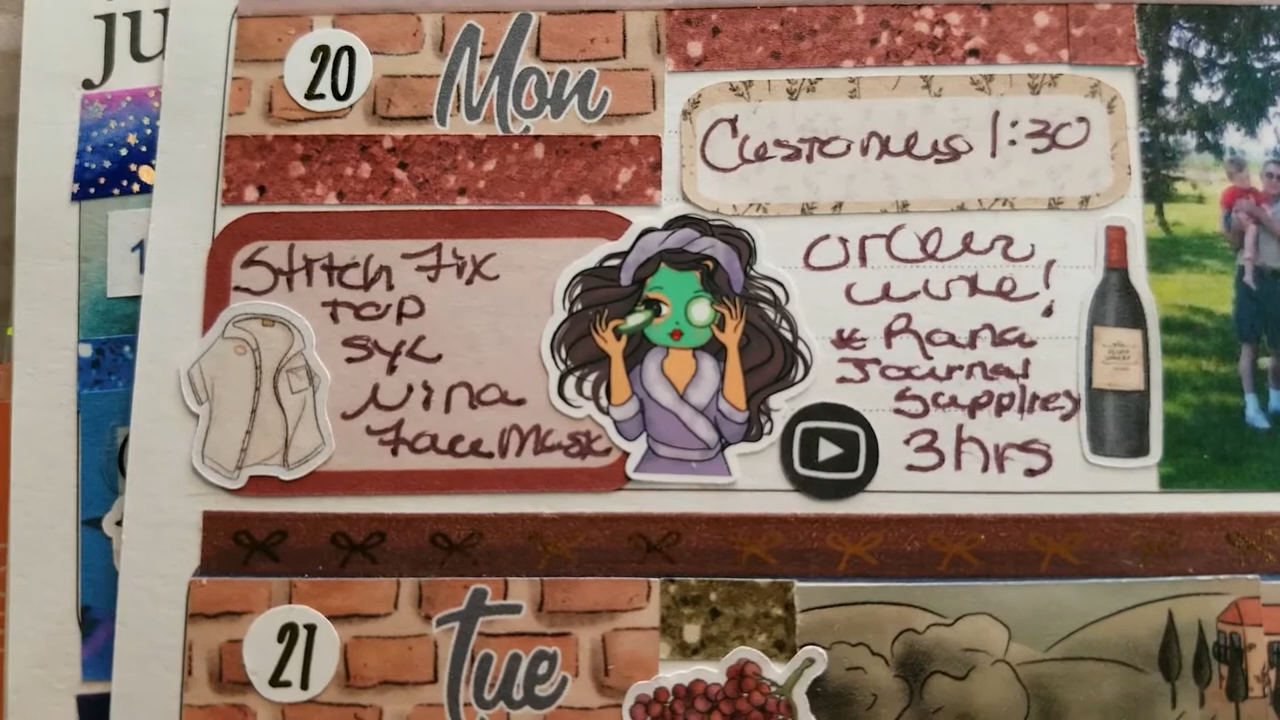 ju
20
Mon
Customers 1:30
Stitch Fix
TOP
SYL
Nina
Face Mask
order
wine!
* Rana
Journal
Supplies
3hrs
21
Tue